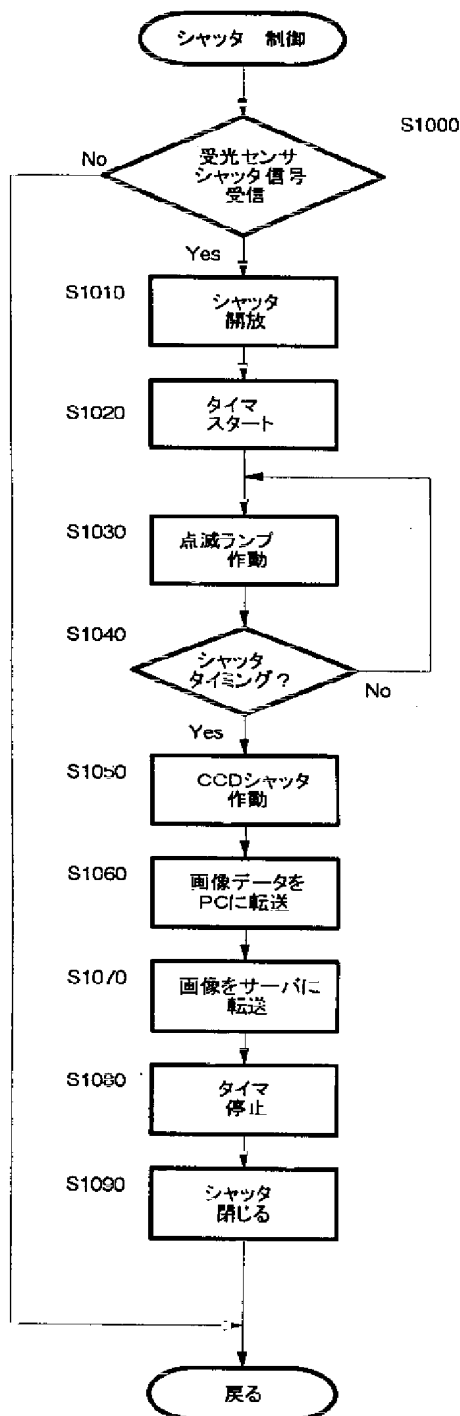 シャッタ 制御
S1000
No
受光センサ
シャッタ信号
受信
Yes
S1010
シャッタ
開放
S1020
タイマ
スタート
S1030
点滅ランプ
作動
S1040
シャッタ
タイミング？
No
Yes
S1050
CCDシャッタ
作動
S1060
画像データを
PCに転送
S1070
画像をサーバに
転送
S1080
タイマ
停止
S1090
シャッタ
閉じる
戻る